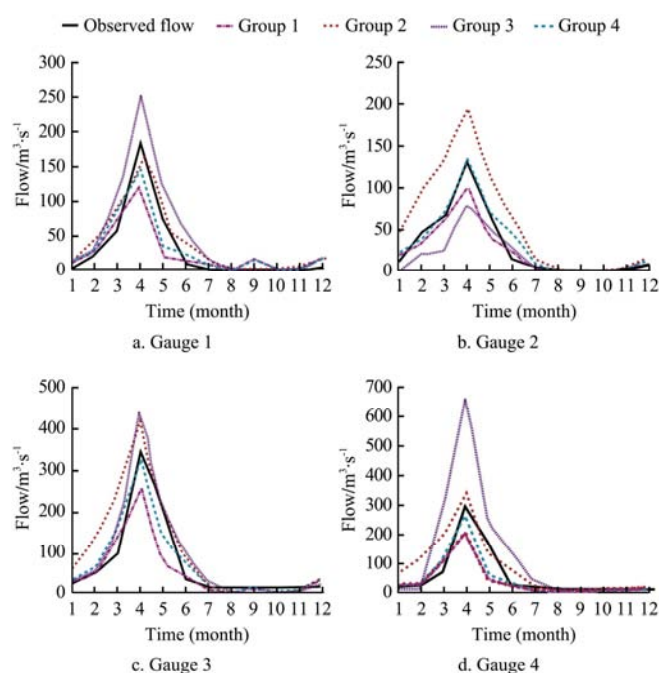 Observed flow Group 1 Group 2 Group 3 Group 4
300
250
200
150
100
50
0
Flow/m³·s⁻¹
1 2 3 4 5 6 7 8 9 10 11 12
Time (month)
a. Gauge 1
250
200
150
100
50
0
Flow/m³·s⁻¹
1 2 3 4 5 6 7 8 9 10 11 12
Time (month)
b. Gauge 2
500
400
300
200
100
0
Flow/m³·s⁻¹
1 2 3 4 5 6 7 8 9 10 11 12
Time (month)
c. Gauge 3
700
600
500
400
300
200
100
0
Flow/m³·s⁻¹
1 2 3 4 5 6 7 8 9 10 11 12
Time (month)
d. Gauge 4